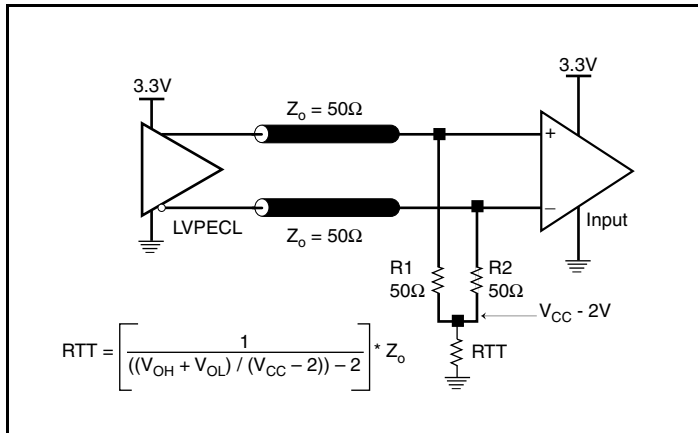 3.3V
3.3V
Zo = 50Ω
+
LVPECL
–
Input
Zo = 50Ω
R1
50Ω
R2
50Ω
VCC - 2V
RTT
RTT = [ 1 / ((VOH + VOL) / (VCC – 2)) – 2 ] * Zo